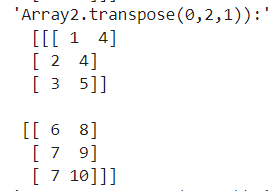 'Array2.transpose(0,2,1)):'
[[[ 1  4]
[ 2  4]
[ 3  5]]
[[ 6  8]
[ 7  9]
[ 7 10]]]